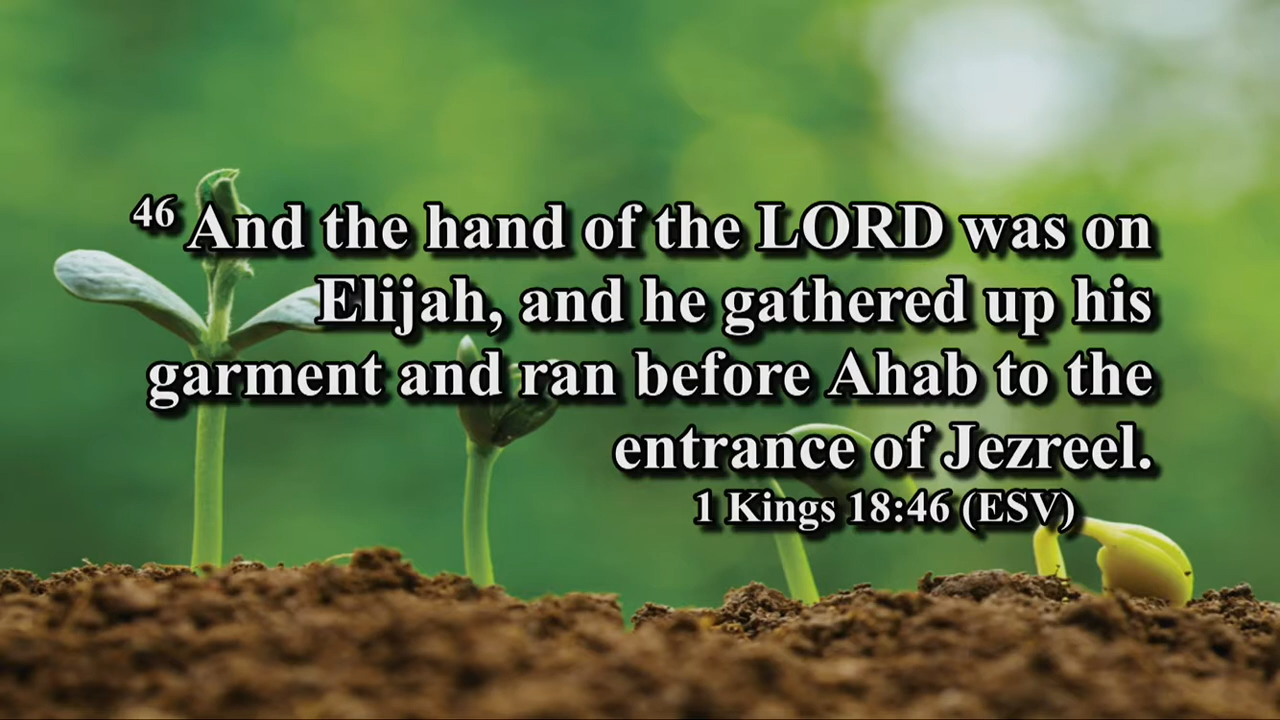 46 And the hand of the LORD was on
Elijah, and he gathered up his
garment and ran before Ahab to the
entrance of Jezreel.
1 Kings 18:46 (ESV)